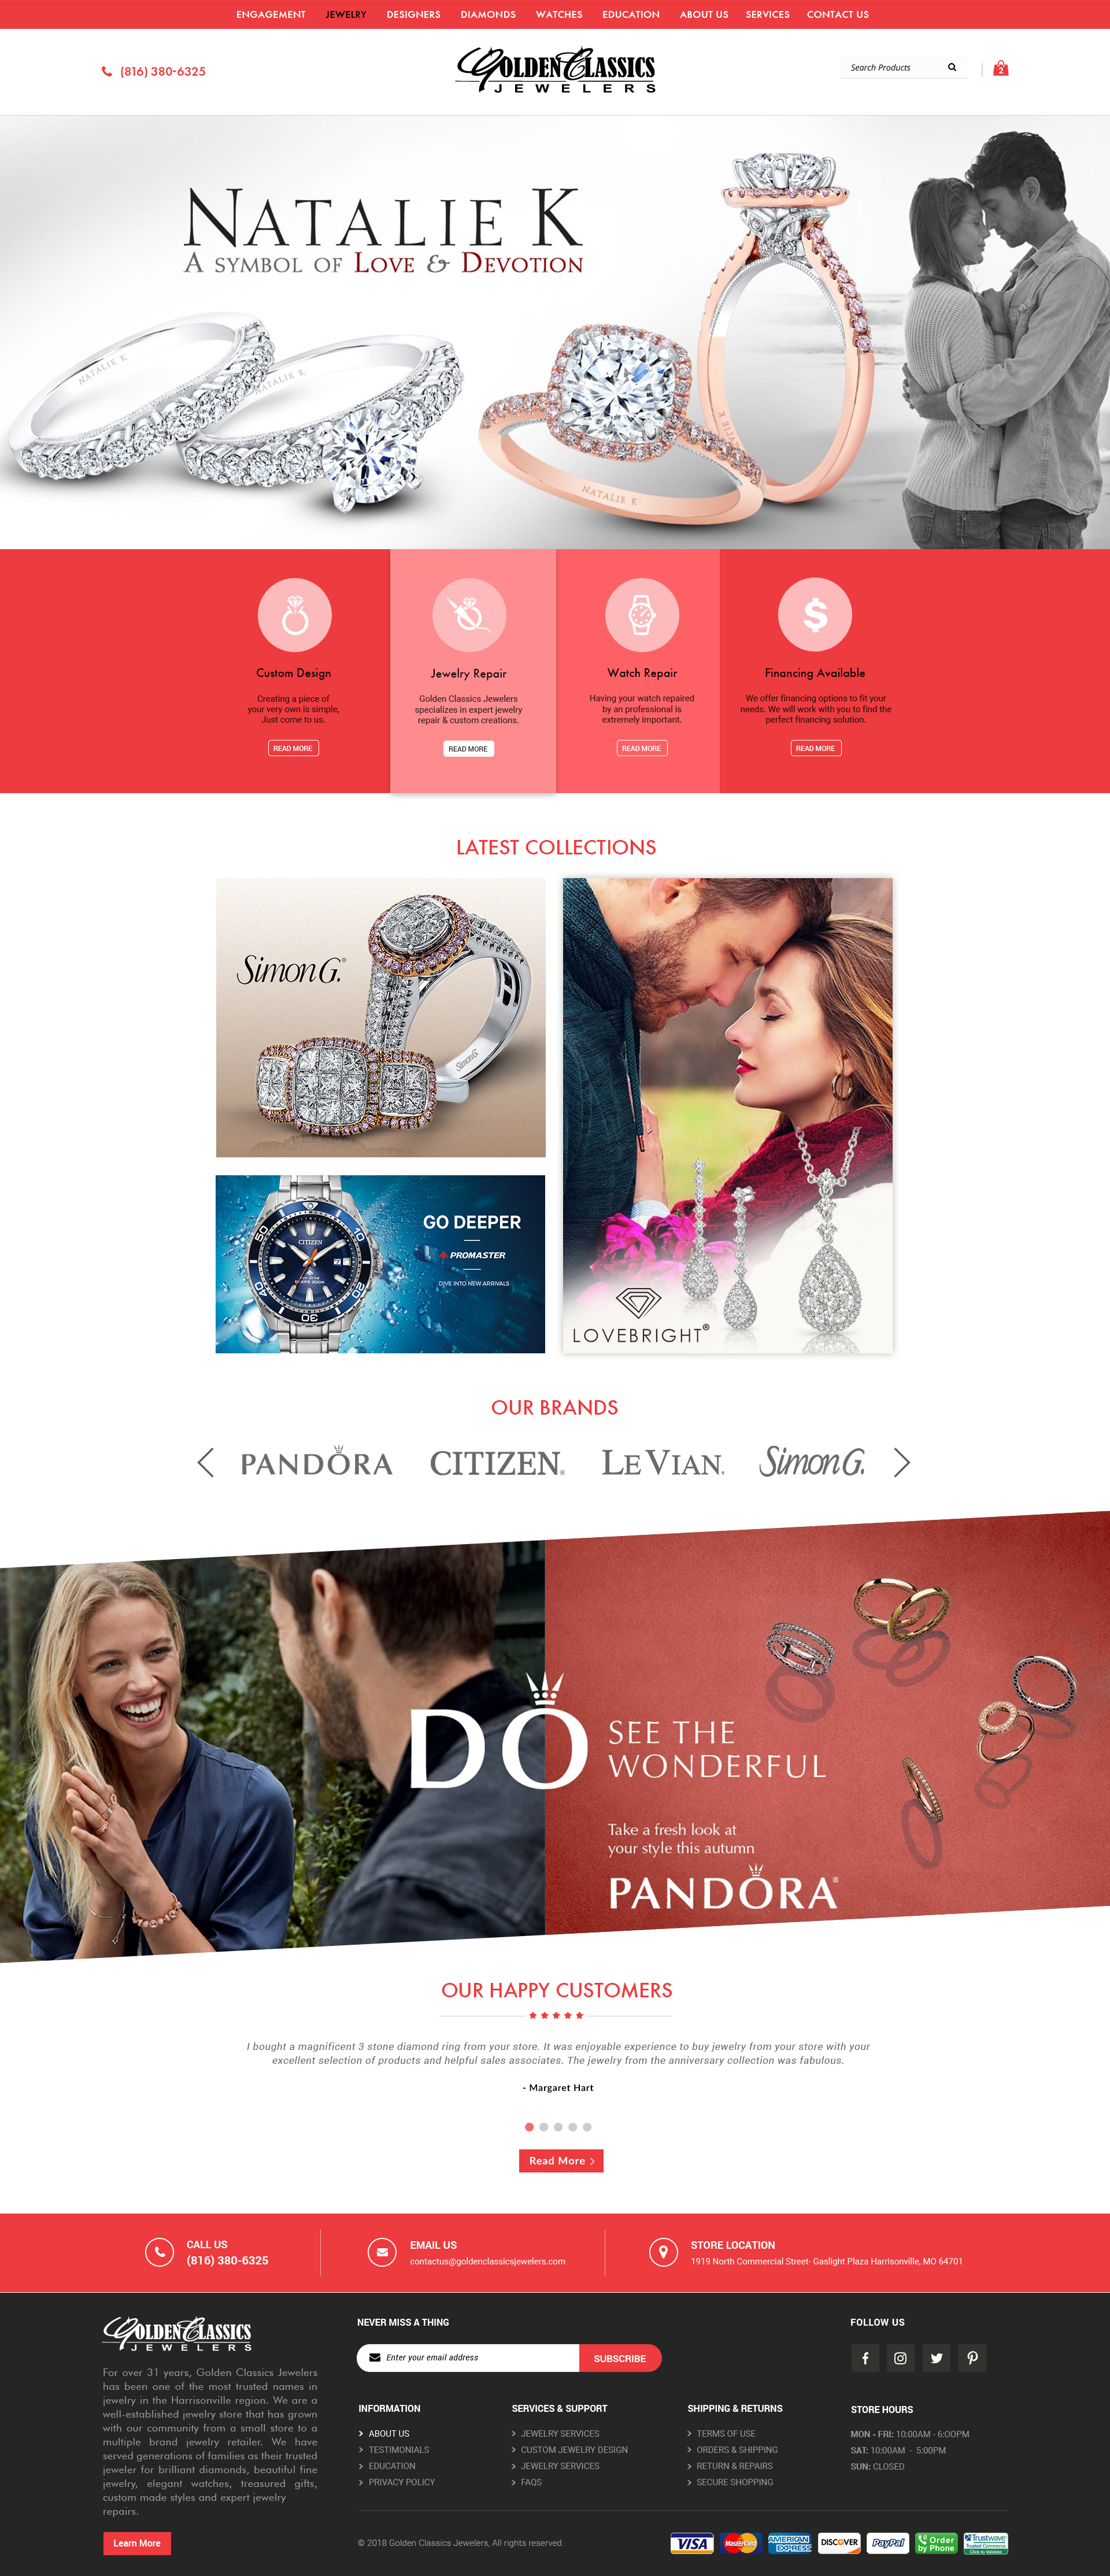 ENGAGEMENT JEWELRY DESIGNERS DIAMONDS WATCHES EDUCATION ABOUT US SERVICES CONTACT US
(816) 380-6325
GOLDEN CLASSICS
JEWELERS
Search Products
2
NATALIE K
A SYMBOL OF LOVE & DEVOTION
NATALIE K
NATALIE K
NATALIE K
Custom Design
Creating a piece of
your very own is simple,
Just come to us.
READ MORE
Jewelry Repair
Golden Classics Jewelers
specializes in expert jewelry
repair & custom creations.
READ MORE
Watch Repair
Having your watch repaired
by an professional is
extremely important.
READ MORE
Financing Available
We offer financing options to fit your
needs. We will work with you to find the
perfect financing solution.
READ MORE
LATEST COLLECTIONS
Simon G.®
Simon G.
CITIZEN
GO DEEPER
PROMASTER
DIVE INTO NEW ARRIVALS
LOVEBRIGHT®
OUR BRANDS
PANDORA
CITIZEN®
LE VIAN®
Simon G.
DO
SEE THE
WONDERFUL
Take a fresh look at
your style this autumn
PANDORA®
OUR HAPPY CUSTOMERS
I bought a magnificent 3 stone diamond ring from your store. It was enjoyable experience to buy jewelry from your store with your
excellent selection of products and helpful sales associates. The jewelry from the anniversary collection was fabulous.
- Margaret Hart
Read More >
CALL US
(816) 380-6325
EMAIL US
contactus@goldenclassicsjewelers.com
STORE LOCATION
1919 North Commercial Street- Gaslight Plaza Harrisonville, MO 64701
GOLDEN CLASSICS
JEWELERS
For over 31 years, Golden Classics Jewelers
has been one of the most trusted names in
jewelry in the Harrisonville region. We are a
well-established jewelry store that has grown
with our community from a small store to a
multiple brand jewelry retailer. We have
served generations of families as their trusted
jeweler for brilliant diamonds, beautiful fine
jewelry, elegant watches, treasured gifts,
custom made styles and expert jewelry
repairs.
Learn More
NEVER MISS A THING
Enter your email address
SUBSCRIBE
FOLLOW US
INFORMATION
ABOUT US
TESTIMONIALS
EDUCATION
PRIVACY POLICY
SERVICES & SUPPORT
JEWELRY SERVICES
CUSTOM JEWELRY DESIGN
JEWELRY SERVICES
FAQS
SHIPPING & RETURNS
TERMS OF USE
ORDERS & SHIPPING
RETURN & REPAIRS
SECURE SHOPPING
STORE HOURS
MON - FRI: 10:00AM - 6:OOPM
SAT: 10:00AM - 5:00PM
SUN: CLOSED
© 2018 Golden Classics Jewelers, All rights reserved.
VISA
MasterCard
AMERICAN EXPRESS
DISCOVER
PayPal
Order
by Phone
Trustwave
Trusted Commerce
Click to Validate